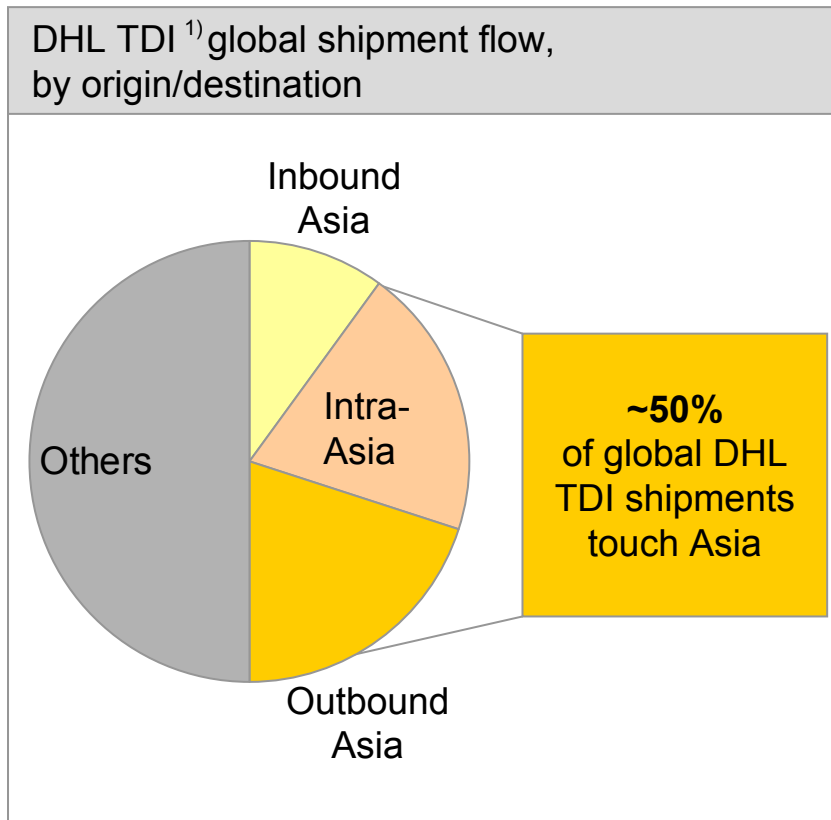 DHL TDI 1) global shipment flow,
by origin/destination
Inbound
Asia
Intra-
Asia
Others
~50%
of global DHL
TDI shipments
touch Asia
Outbound
Asia